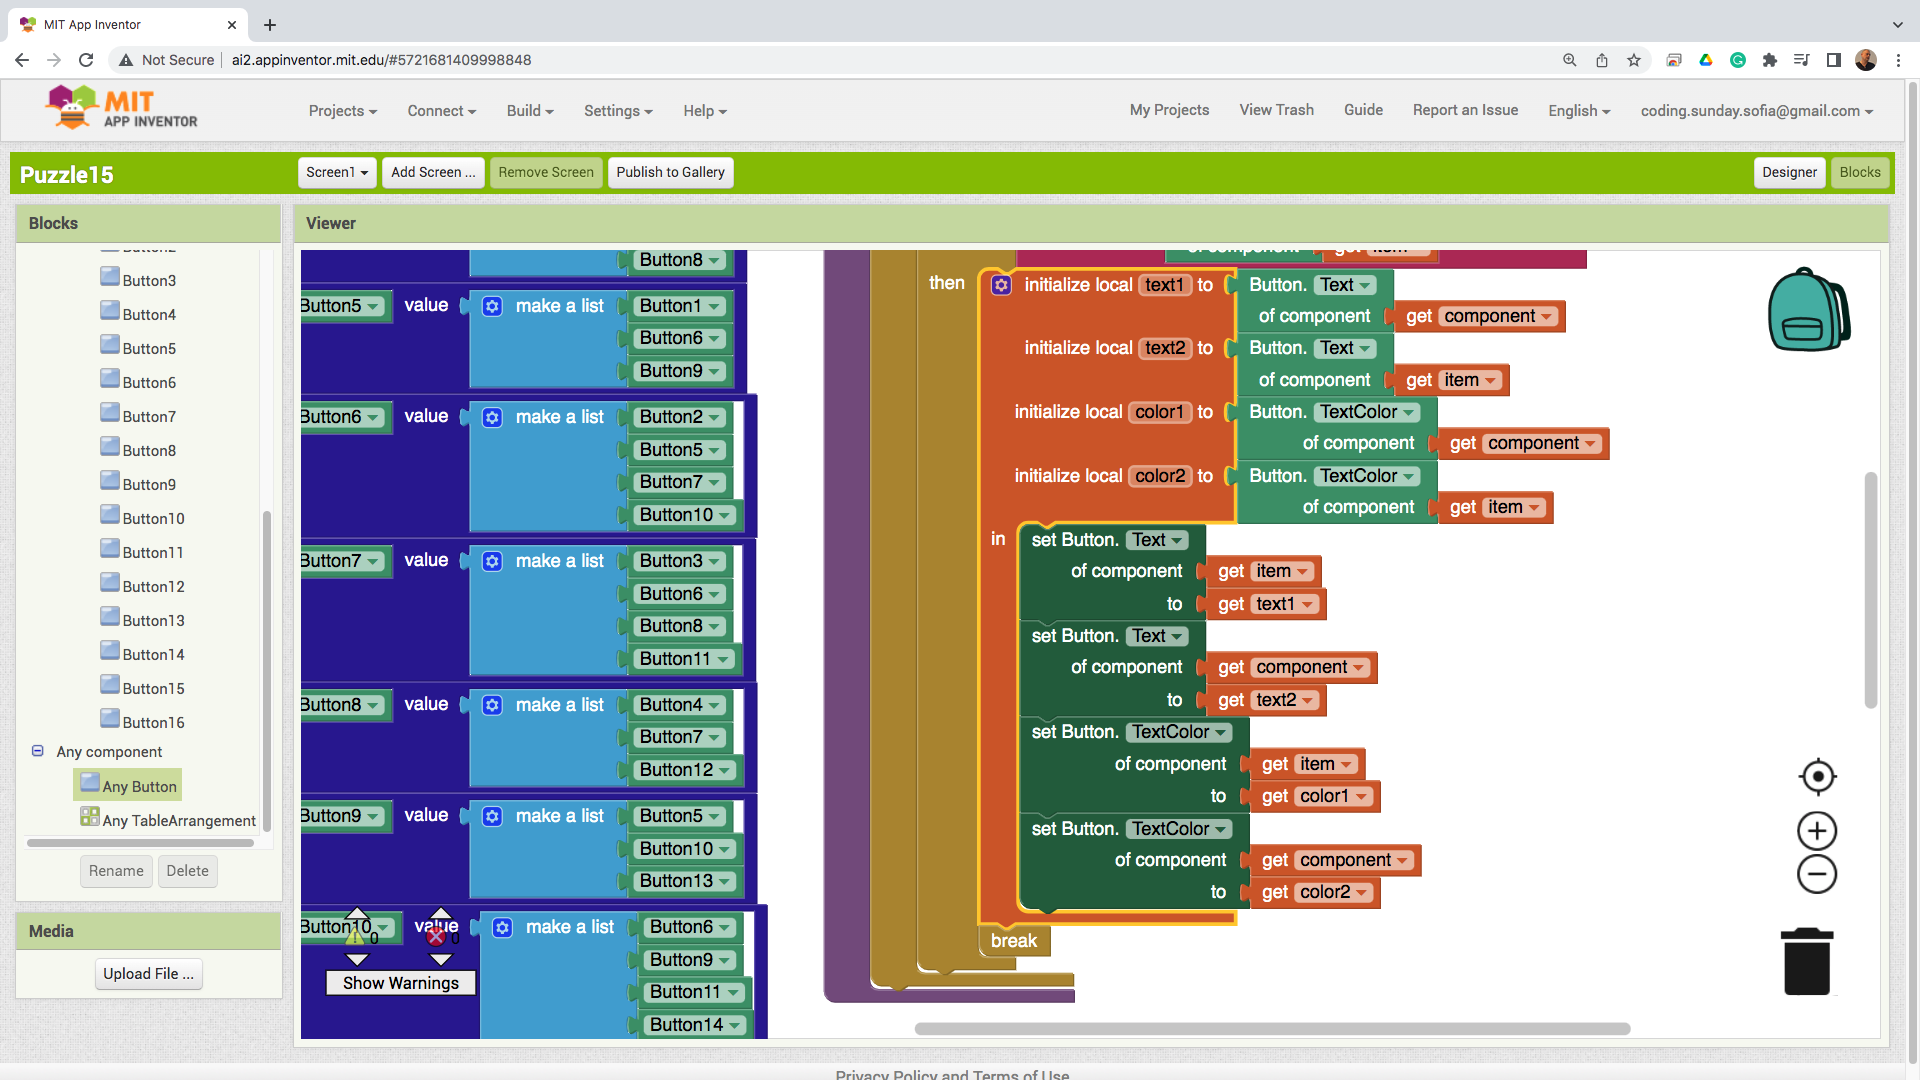 MIT App Inventor
Not Secure
ai2.appinventor.mit.edu/#5721681409998848
MIT
APP INVENTOR
Projects
Connect
Build
Settings
Help
My Projects
View Trash
Guide
Report an Issue
English
coding.sunday.sofia@gmail.com
Puzzle15
Screen1
Add Screen ...
Remove Screen
Publish to Gallery
Designer
Blocks
Blocks
Button2
Button3
Button4
Button5
Button6
Button7
Button8
Button9
Button10
Button11
Button12
Button13
Button14
Button15
Button16
Any component
Any Button
Any TableArrangement
Rename
Delete
Media
Upload File ...
Viewer
Button8
Button5 value make a list Button1
Button6
Button9
Button6 value make a list Button2
Button5
Button7
Button10
Button7 value make a list Button3
Button6
Button8
Button11
Button8 value make a list Button4
Button7
Button12
Button9 value make a list Button5
Button10
Button13
Button10 value make a list Button6
Button9
Button11
Button14
0
0
Show Warnings
of component get item
then initialize local text1 to Button. Text
of component get component
initialize local text2 to Button. Text
of component get item
initialize local color1 to Button. TextColor
of component get component
initialize local color2 to Button. TextColor
of component get item
in set Button. Text
of component get item
to get text1
set Button. Text
of component get component
to get text2
set Button. TextColor
of component get item
to get color1
set Button. TextColor
of component get component
to get color2
break
Privacy Policy and Terms of Use